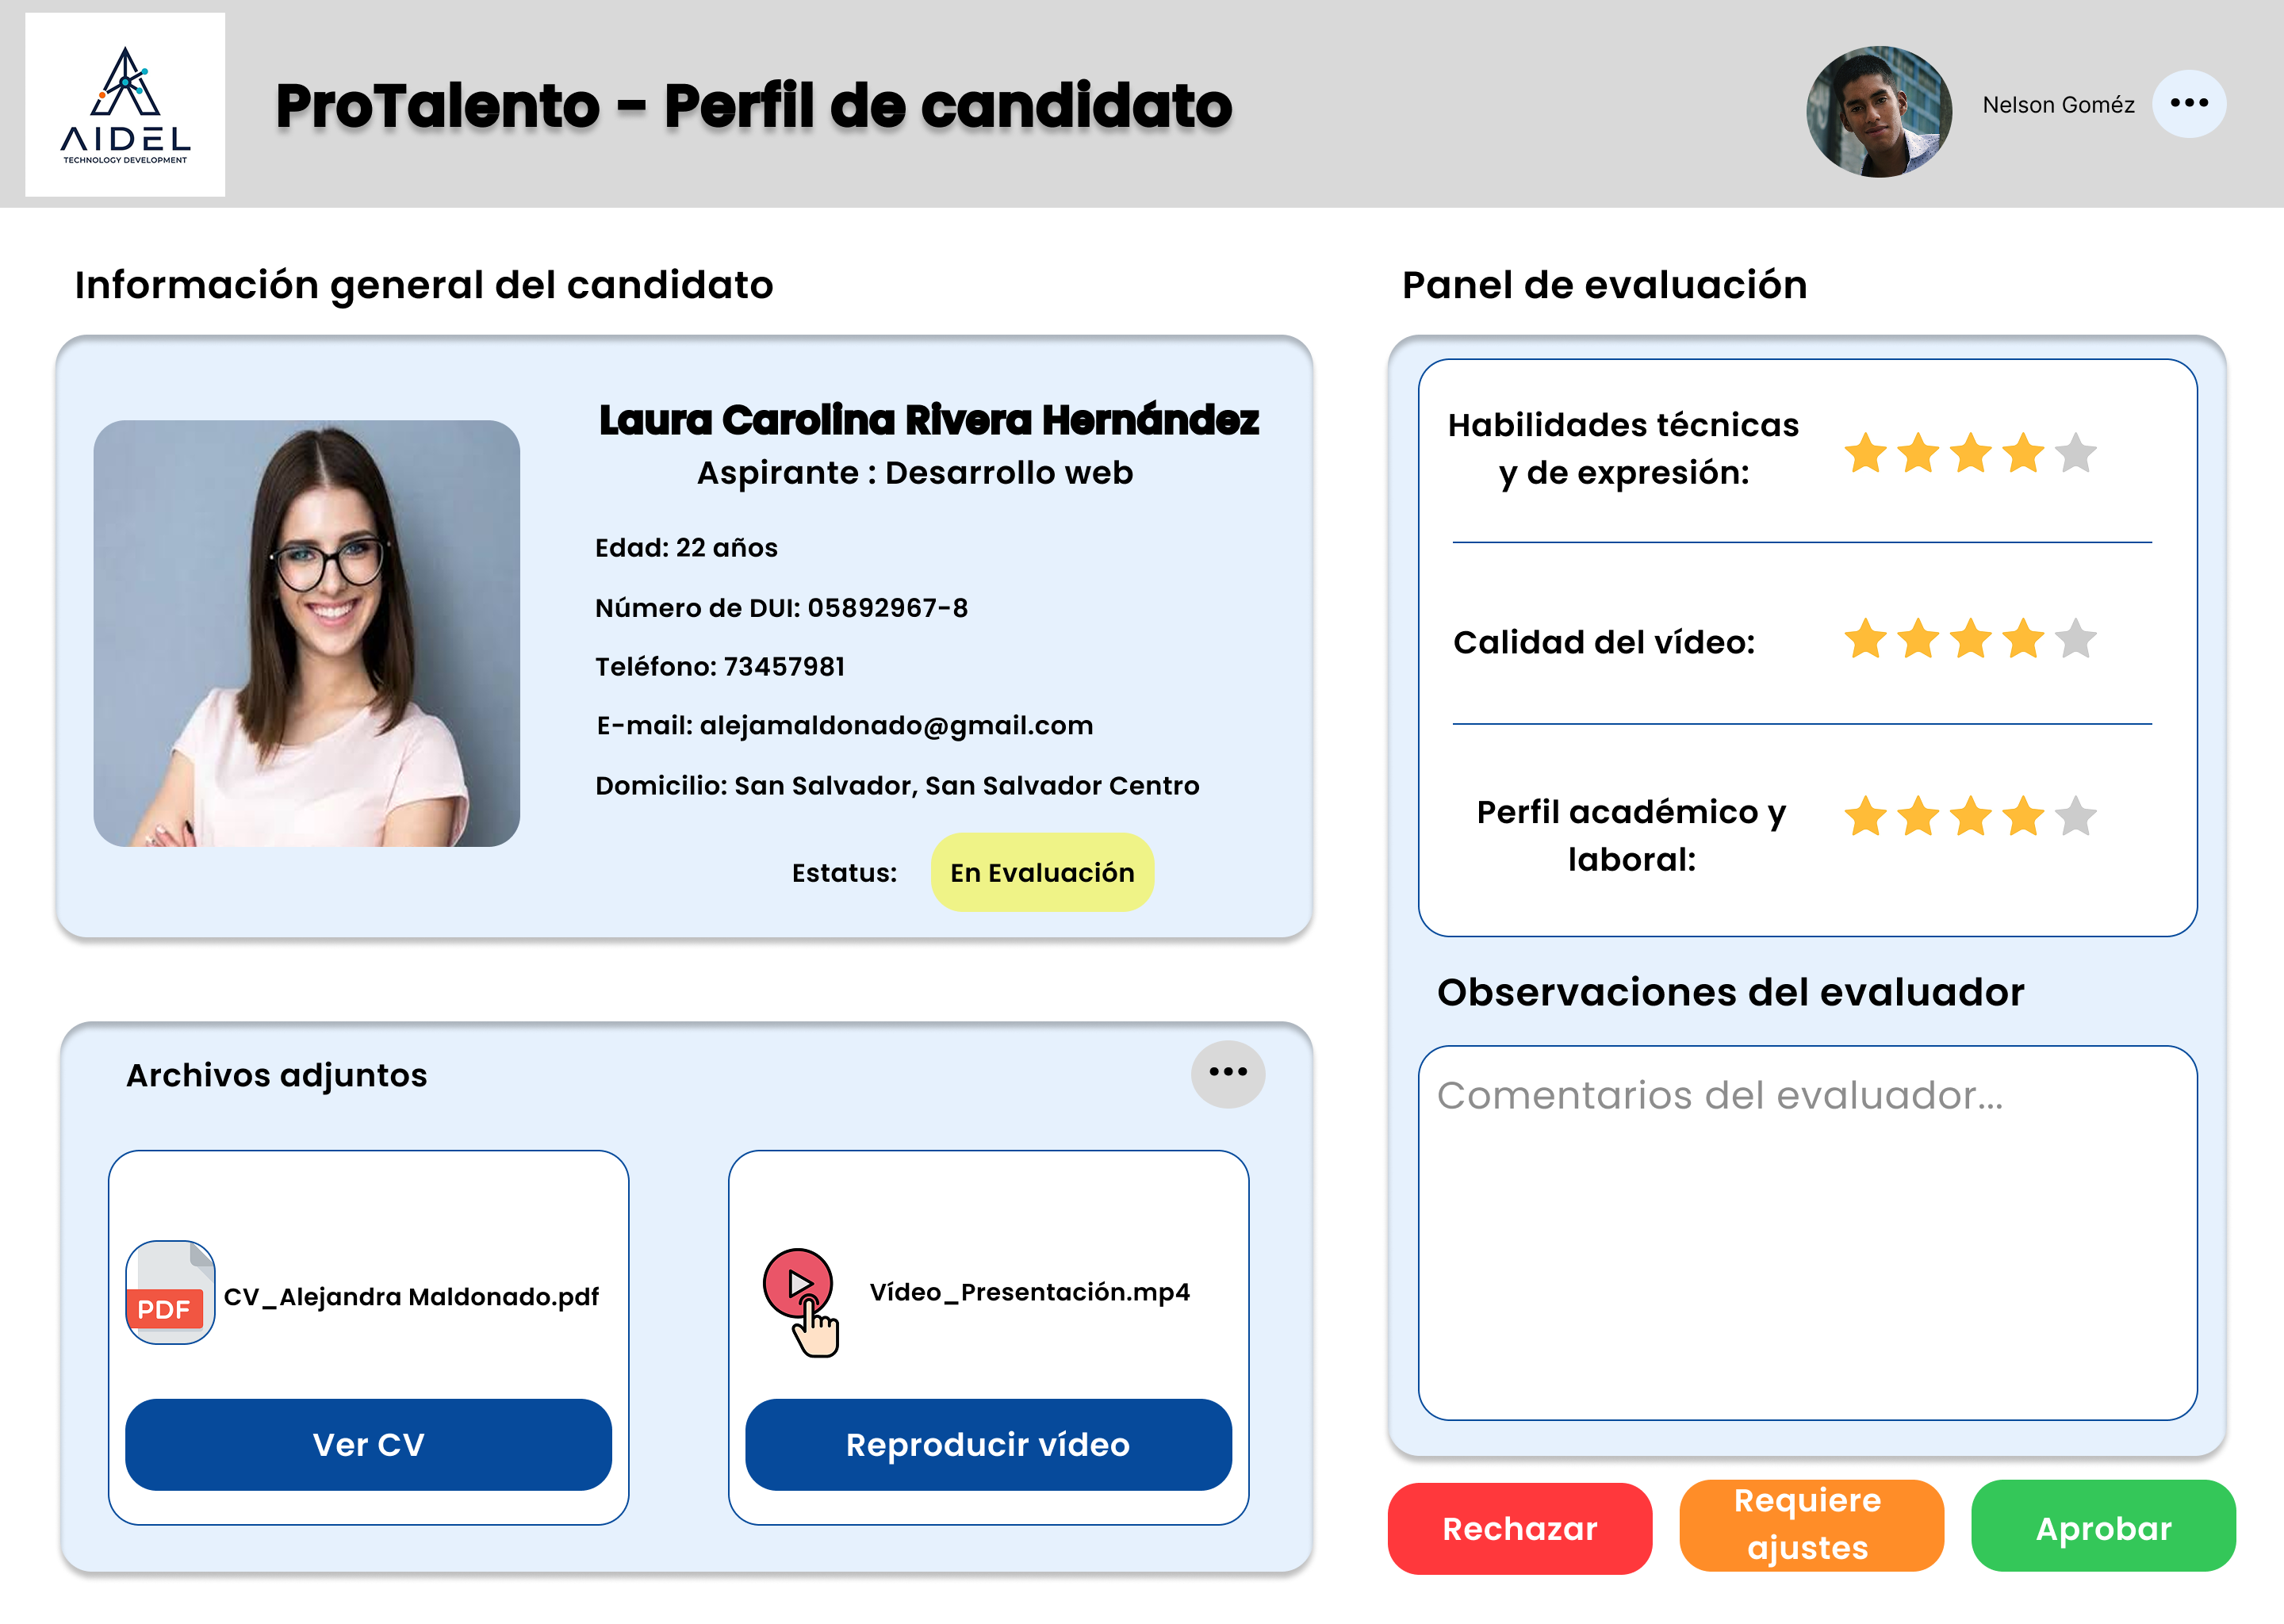 AIDEL
TECHNOLOGY DEVELOPMENT
ProTalento - Perfil de candidato
Nelson Goméz
Información general del candidato
Laura Carolina Rivera Hernández
Aspirante : Desarrollo web
Edad: 22 años
Número de DUI: 05892967-8
Teléfono: 73457981
E-mail: alejamaldonado@gmail.com
Domicilio: San Salvador, San Salvador Centro
Estatus:
En Evaluación
Archivos adjuntos
PDF
CV_Alejandra Maldonado.pdf
Ver CV
Vídeo_Presentación.mp4
Reproducir vídeo
Panel de evaluación
Habilidades técnicas
y de expresión:
Calidad del vídeo:
Perfil académico y
laboral:
Observaciones del evaluador
Comentarios del evaluador...
Rechazar
Requiere
ajustes
Aprobar